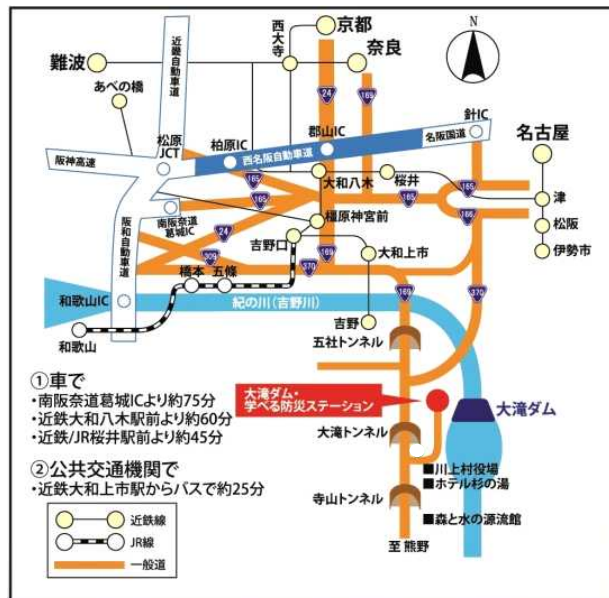 京都
西大寺
奈良
N
難波
近畿自動車道
あべの橋
24
169
針IC
郡山IC
名阪国道
柏原IC
松原JCT
西名阪自動車道
名古屋
阪神高速
大和八木
桜井
165
165
165
津
南阪奈道葛城IC
橿原神宮前
166
松阪
阪和自動車道
24
吉野口
169
大和上市
伊勢市
309
370
橋本 五條
169
370
和歌山IC
紀の川(吉野川)
吉野
和歌山
五社トンネル
①車で
・南阪奈道葛城ICより約75分
・近鉄大和八木駅前より約60分
・近鉄/JR桜井駅前より約45分
大滝ダム・
学べる防災ステーション
大滝ダム
大滝トンネル
②公共交通機関で
・近鉄大和上市駅からバスで約25分
■川上村役場
■ホテル杉の湯
寺山トンネル
■森と水の源流館
至 熊野
近鉄線
JR線
一般道